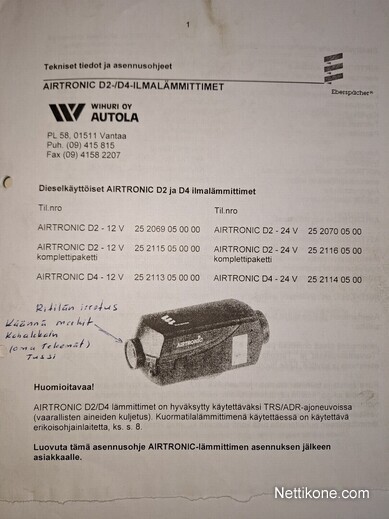 1
Tekniset tiedot ja asennusohjeet
AIRTRONIC D2-/D4-ILMALÄMMITTIMET
Eberspächer®
WIHURI OY
AUTOLA
PL 58, 01511 Vantaa
Puh. (09) 415 815
Fax (09) 4158 2207
Dieselkäyttöiset AIRTRONIC D2 ja D4 ilmalämmittimet
Til.nro Til.nro
AIRTRONIC D2 - 12 V 25 2069 05 00 00 AIRTRONIC D2 - 24 V 25 2070 05 00
AIRTRONIC D2 - 12 V 25 2115 05 00 00 AIRTRONIC D2 - 24 V 25 2116 05 00
komplettipaketti komplettipaketti
AIRTRONIC D4 - 12 V 25 2113 05 00 00 AIRTRONIC D4 - 24 V 25 2114 05 00
Ritilän irrotus
Käännä merkit
(oma Tekemät)
Tussi
AIRTRONIC
Huomioitavaa!
AIRTRONIC D2/D4 lämmittimet on hyväksytty käytettäväksi TRS/ADR-ajoneuvoissa
(vaarallisten aineiden kuljetus). Kuormatilalämmittimenä käytettäessä on käytettävä
erikoisohjainlaitetta, ks. s. 8.
Luovuta tämä asennusohje AIRTRONIC-lämmittimen asennuksen jälkeen
asiakkaalle.
Nettikone.com